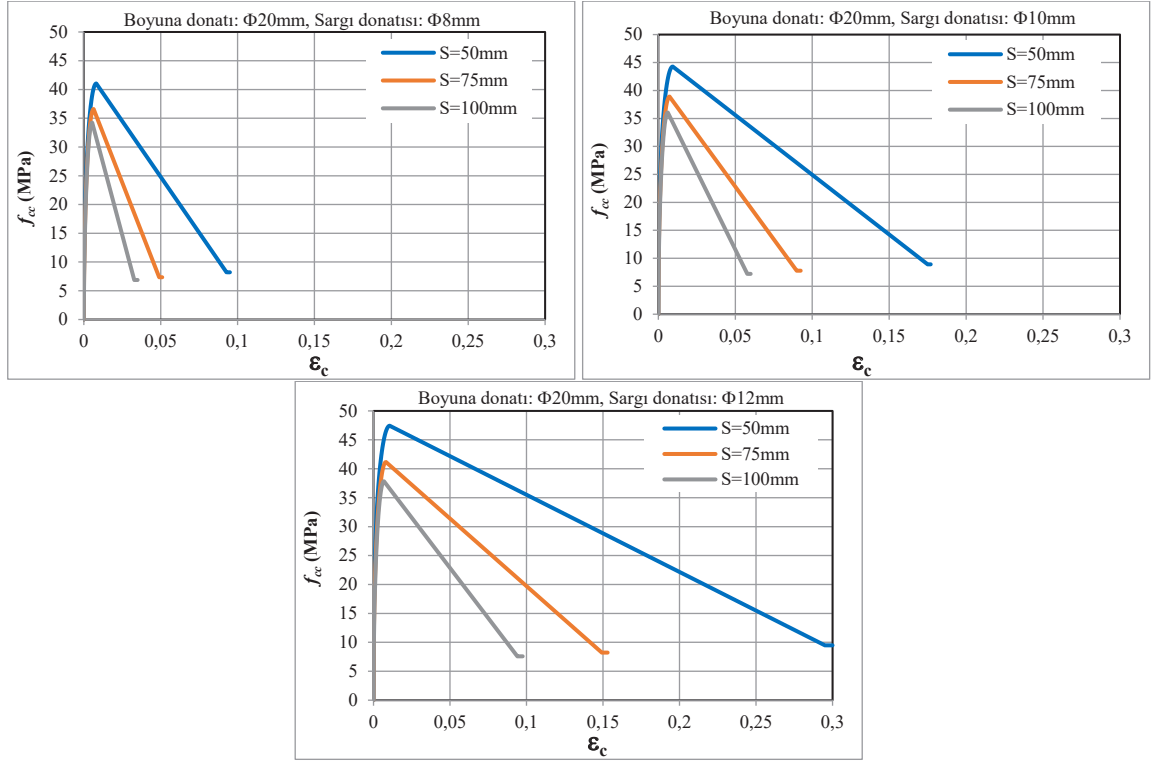 Boyuna donatı: Φ20mm, Sargı donatısı: Φ8mm
50
45
40
35
30
25
20
15
10
5
0
f_cc (MPa)
S=50mm
S=75mm
S=100mm
0 0,05 0,1 0,15 0,2 0,25 0,3
ε_c
Boyuna donatı: Φ20mm, Sargı donatısı: Φ10mm
50
45
40
35
30
25
20
15
10
5
0
f_cc (MPa)
S=50mm
S=75mm
S=100mm
0 0,05 0,1 0,15 0,2 0,25 0,3
ε_c
Boyuna donatı: Φ20mm, Sargı donatısı: Φ12mm
50
45
40
35
30
25
20
15
10
5
0
f_cc (MPa)
S=50mm
S=75mm
S=100mm
0 0,05 0,1 0,15 0,2 0,25 0,3
ε_c